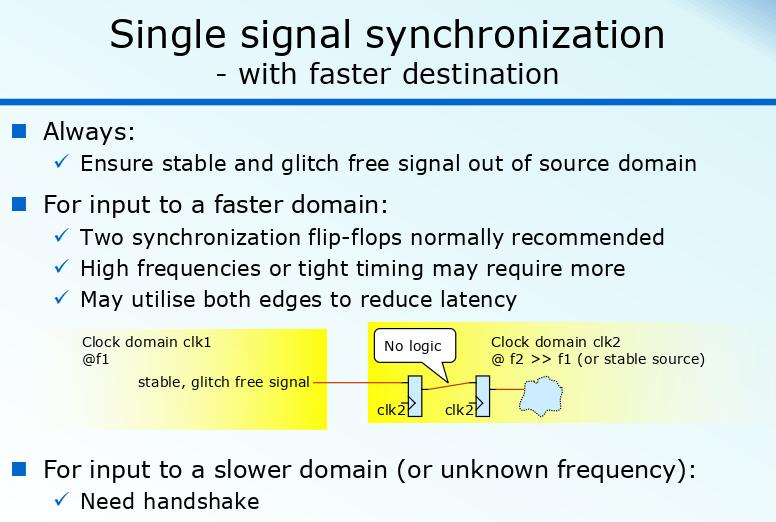 Single signal synchronization
- with faster destination
Always:
Ensure stable and glitch free signal out of source domain
For input to a faster domain:
Two synchronization flip-flops normally recommended
High frequencies or tight timing may require more
May utilise both edges to reduce latency
Clock domain clk1
@f1
stable, glitch free signal
No logic
Clock domain clk2
@ f2 >> f1 (or stable source)
clk2
clk2
For input to a slower domain (or unknown frequency):
Need handshake